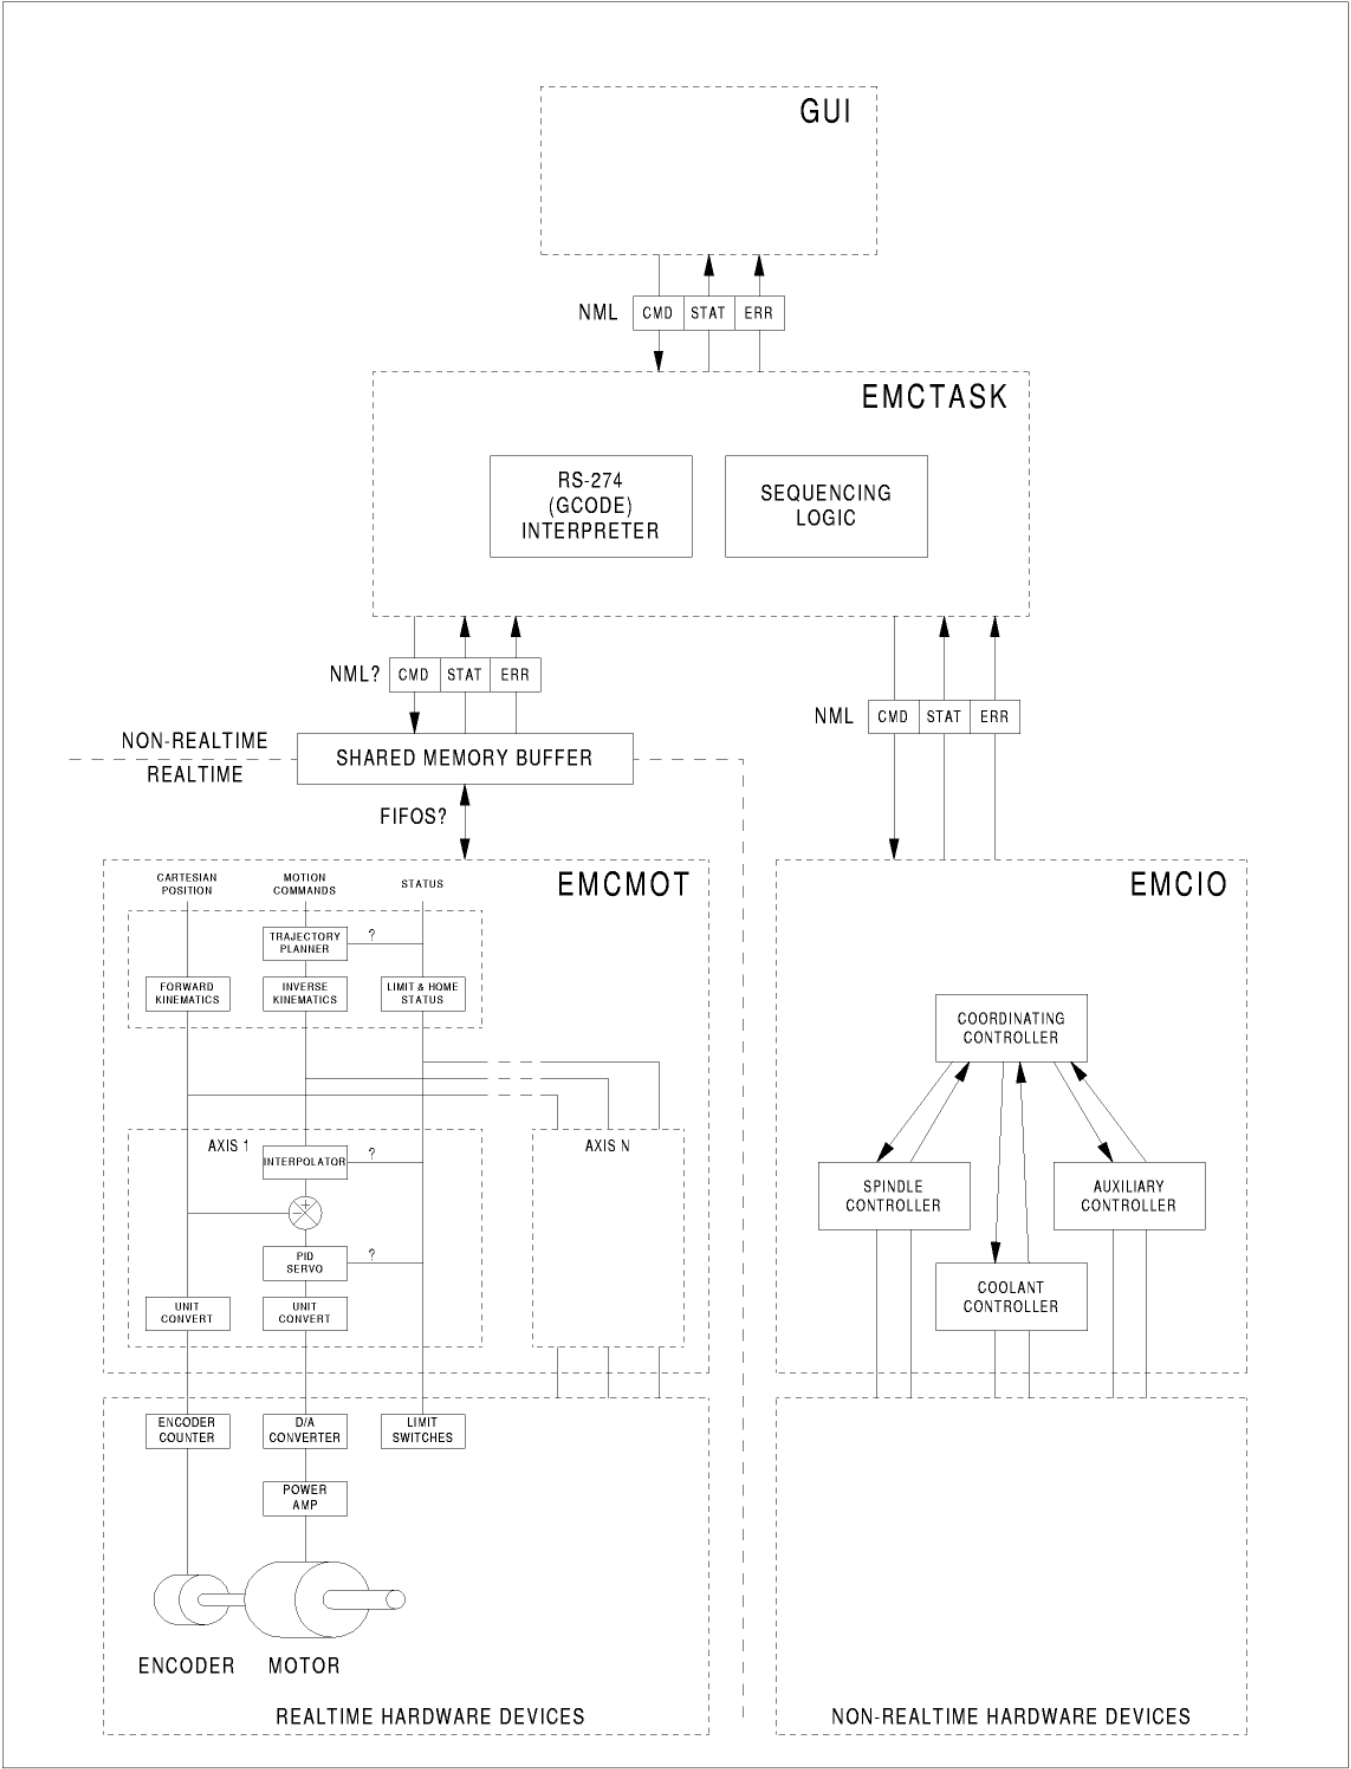 GUI
NML
CMD
STAT
ERR
EMCTASK
RS-274
(GCODE)
INTERPRETER
SEQUENCING
LOGIC
NML?
CMD
STAT
ERR
NML
CMD
STAT
ERR
NON-REALTIME
REALTIME
SHARED MEMORY BUFFER
FIFOS?
EMCMOT
CARTESIAN
POSITION
MOTION
COMMANDS
STATUS
TRAJECTORY
PLANNER
?
FORWARD
KINEMATICS
INVERSE
KINEMATICS
LIMIT & HOME
STATUS
AXIS 1
INTERPOLATOR
?
+
−
PID
SERVO
?
UNIT
CONVERT
UNIT
CONVERT
AXIS N
EMCIO
COORDINATING
CONTROLLER
SPINDLE
CONTROLLER
AUXILIARY
CONTROLLER
COOLANT
CONTROLLER
ENCODER
COUNTER
D/A
CONVERTER
LIMIT
SWITCHES
POWER
AMP
ENCODER
MOTOR
REALTIME HARDWARE DEVICES
NON-REALTIME HARDWARE DEVICES